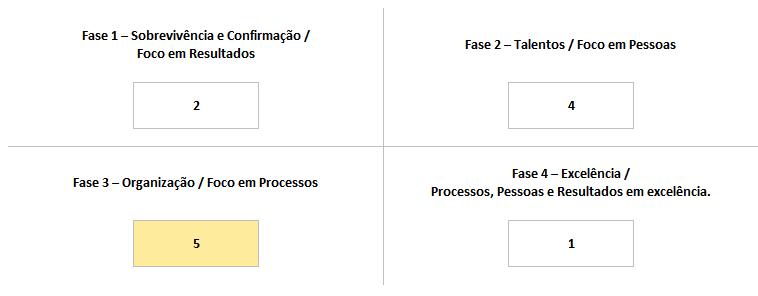 Fase 1 – Sobrevivência e Confirmação /
Foco em Resultados
2
Fase 2 – Talentos / Foco em Pessoas
4
Fase 3 – Organização / Foco em Processos
5
Fase 4 – Excelência /
Processos, Pessoas e Resultados em excelência.
1